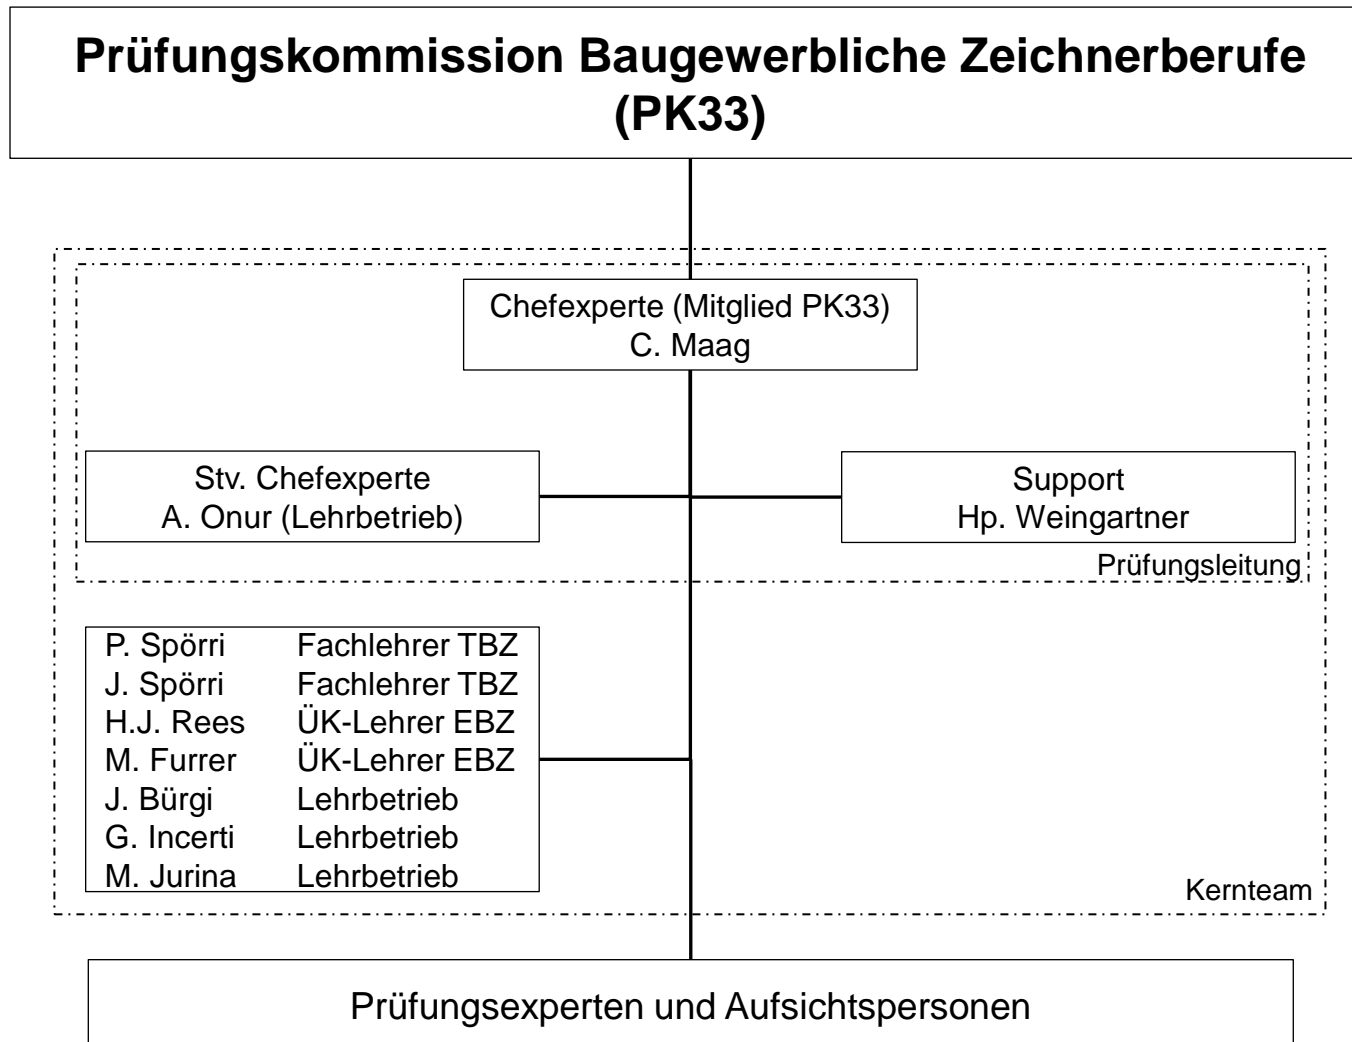 Prüfungskommission Baugewerbliche Zeichnerberufe
(PK33)
Chefexperte (Mitglied PK33)
C. Maag
Stv. Chefexperte
A. Onur (Lehrbetrieb)
Support
Hp. Weingartner
Prüfungsleitung
P. Spörri Fachlehrer TBZ
J. Spörri Fachlehrer TBZ
H.J. Rees ÜK-Lehrer EBZ
M. Furrer ÜK-Lehrer EBZ
J. Bürgi Lehrbetrieb
G. Incerti Lehrbetrieb
M. Jurina Lehrbetrieb
Kernteam
Prüfungsexperten und Aufsichtspersonen